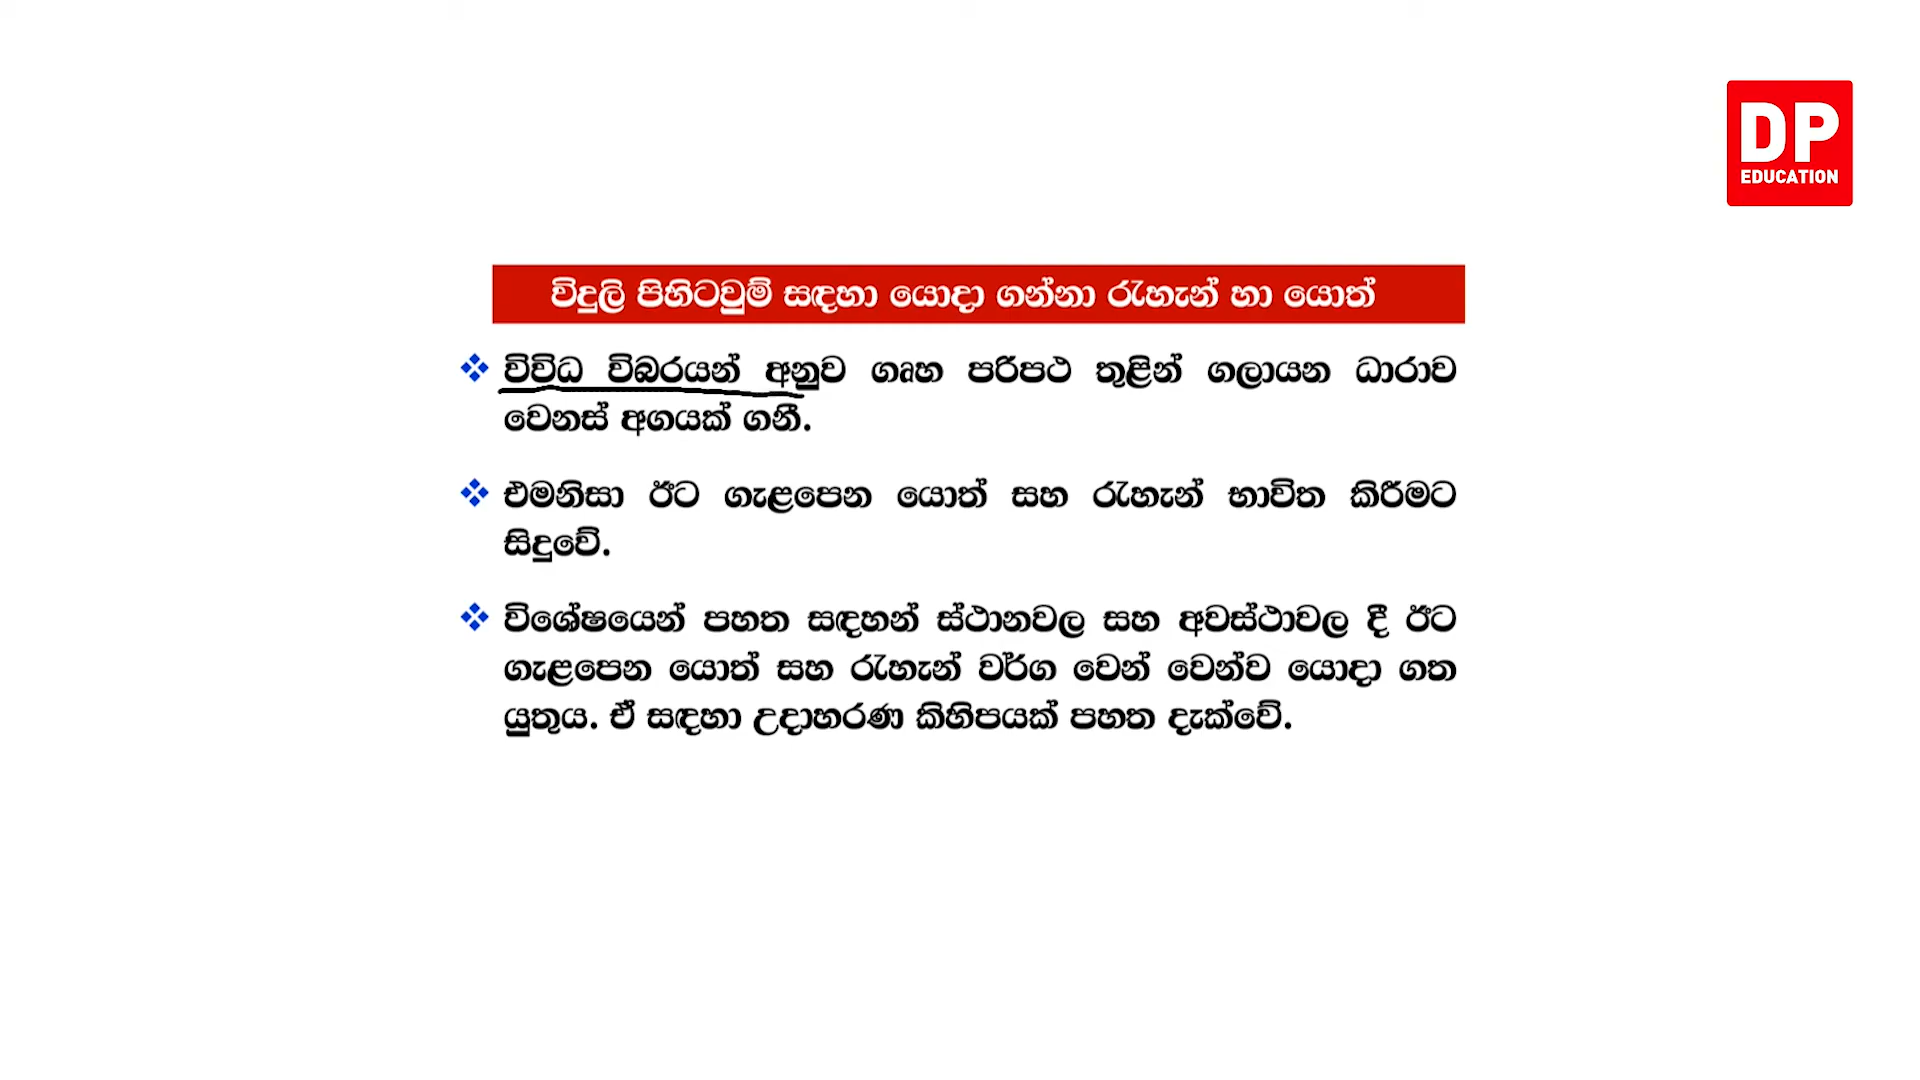 DP
EDUCATION
විදුලි පිහිටවුම් සඳහා යොදා ගන්නා රැහැන් හා යොත්
විවිධ විබරයන් අනුව ගෘහ පරිපථ තුළින් ගලායන ධාරාව
වෙනස් අගයක් ගනී.
එමනිසා ඊට ගැළපෙන යොත් සහ රැහැන් භාවිත කිරීමට
සිදුවේ.
විශේෂයෙන් පහත සඳහන් ස්ථානවල සහ අවස්ථාවල දී ඊට
ගැළපෙන යොත් සහ රැහැන් වර්ග වෙන් වෙන්ව යොදා ගත
යුතුය. ඒ සඳහා උදාහරණ කිහිපයක් පහත දැක්වේ.